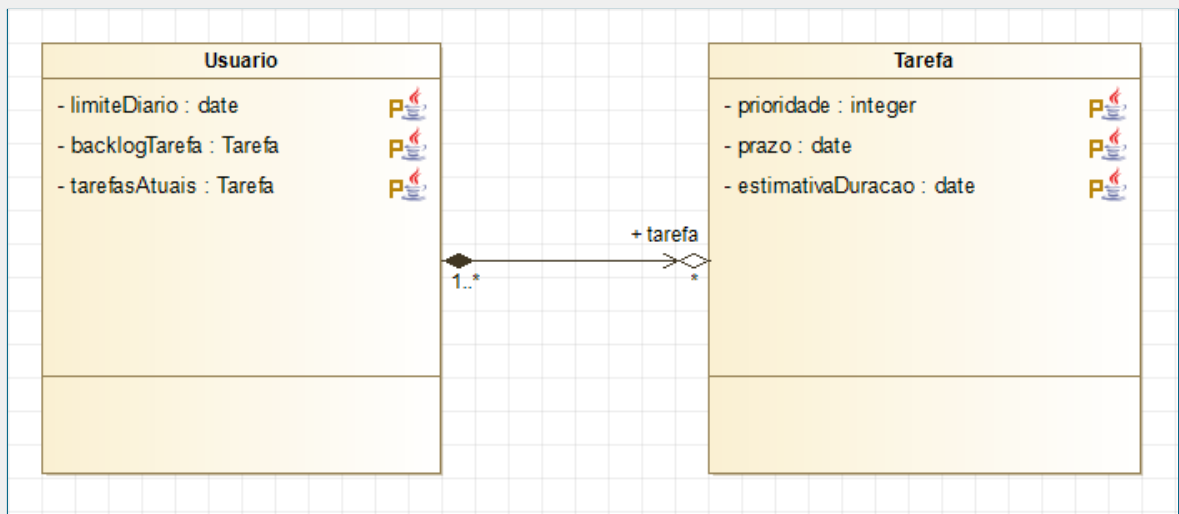 Usuario
- limiteDiario : date
P
- backlogTarefa : Tarefa
P
- tarefasAtuais : Tarefa
P
Tarefa
- prioridade : integer
P
- prazo : date
P
- estimativaDuracao : date
P
+ tarefa
1..*
*